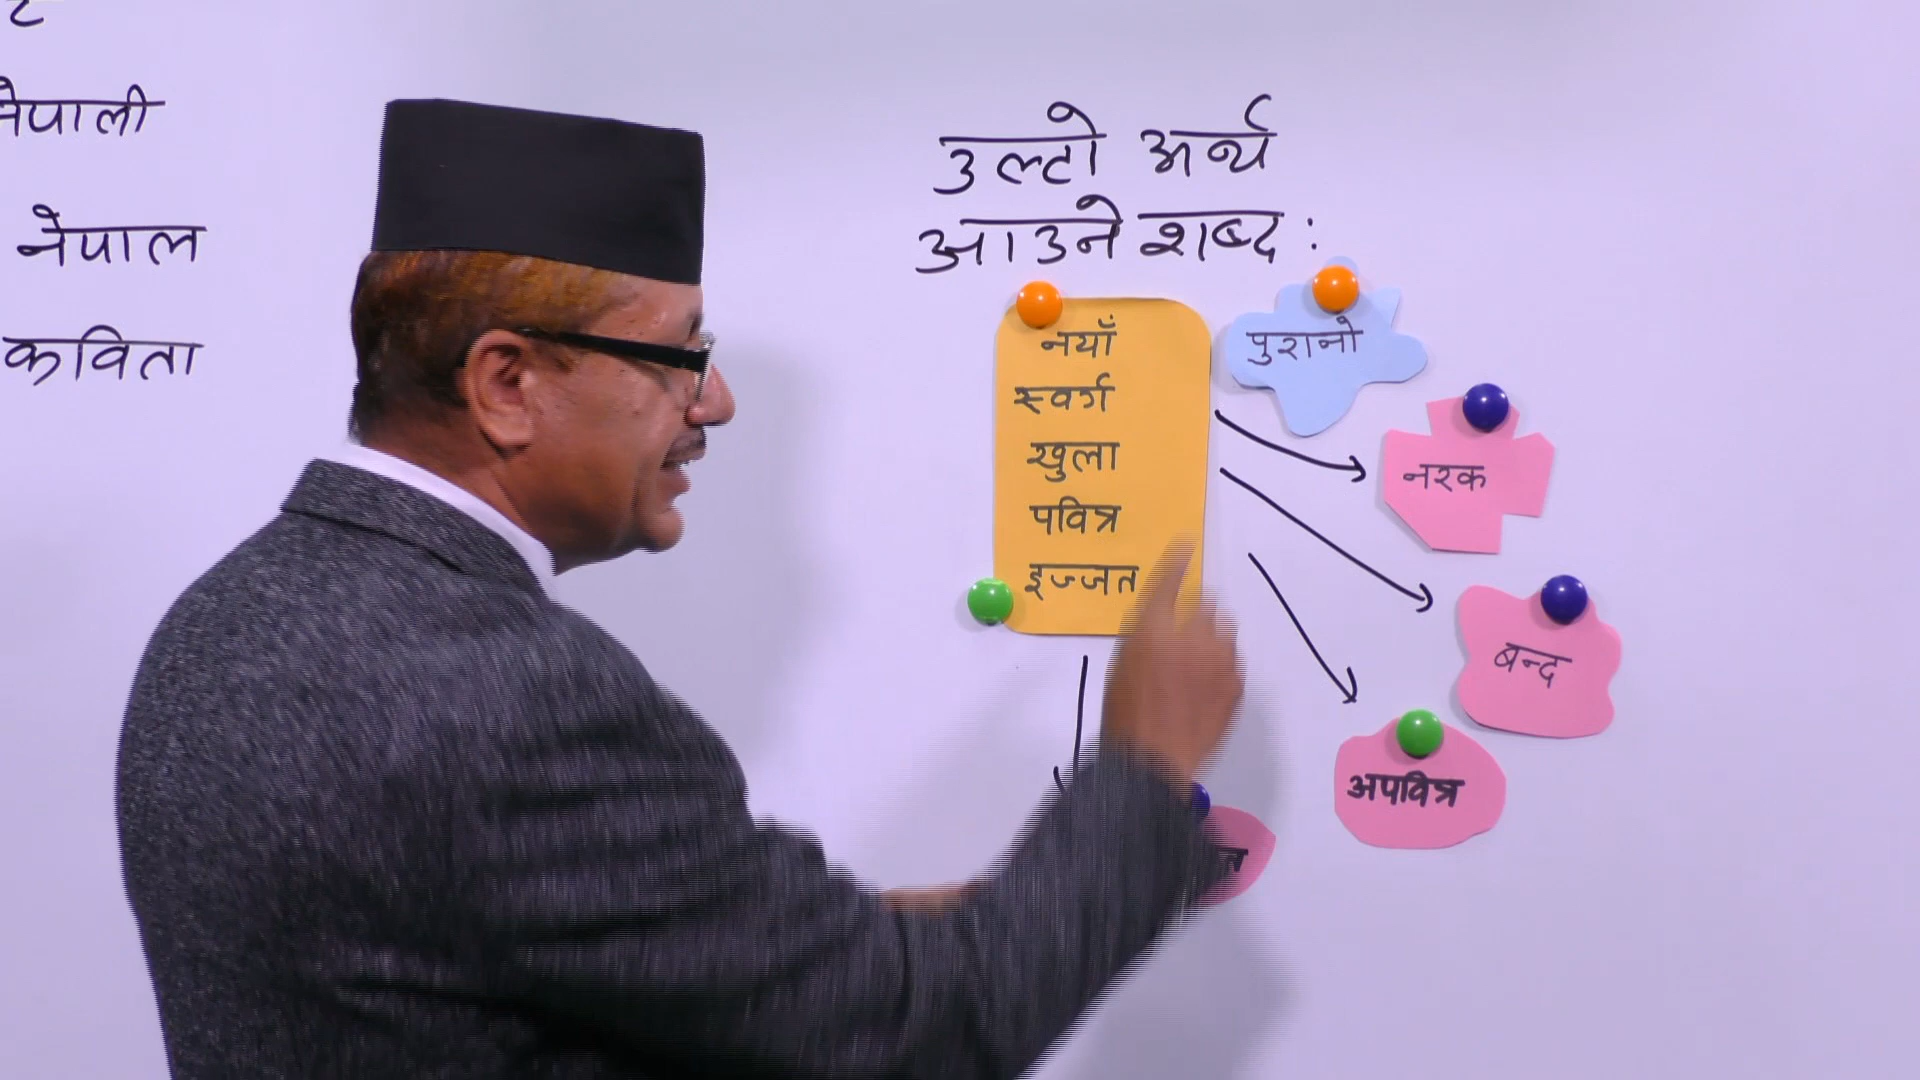 नेपाली
नेपाल
कविता
उल्टो अर्थ
आउने शब्द :
नयाँ
स्वर्ग
खुला
पवित्र
इज्जत
पुरानो
नरक
बन्द
अपवित्र